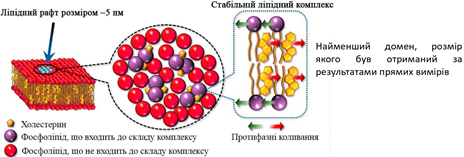 Ліпідний рафт розміром ~5 нм
Стабільній ліпідний комплекс
Найменший домен, розмір
якого був отриманий за
результатами прямих вимірів
Холестерин
Фосфоліпід, що входить до складу комплексу
Фосфоліпід, що не входить до складу комплексу
Протифазні коливання